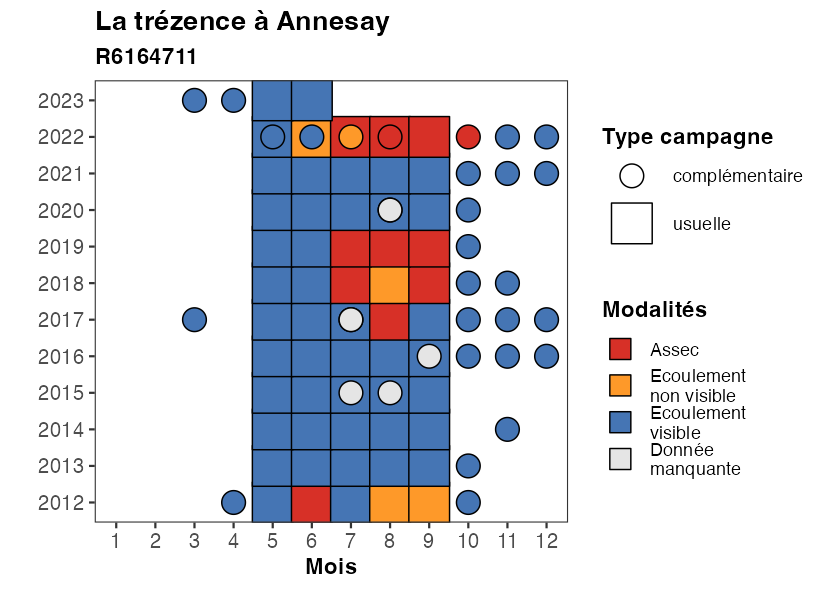 La trézence à Annesay
R6164711
2023
2022
2021
2020
2019
2018
2017
2016
2015
2014
2013
2012
1 2 3 4 5 6 7 8 9 10 11 12
Mois
Type campagne
complémentaire
usuelle
Modalités
Assec
Ecoulement
non visible
Ecoulement
visible
Donnée
manquante